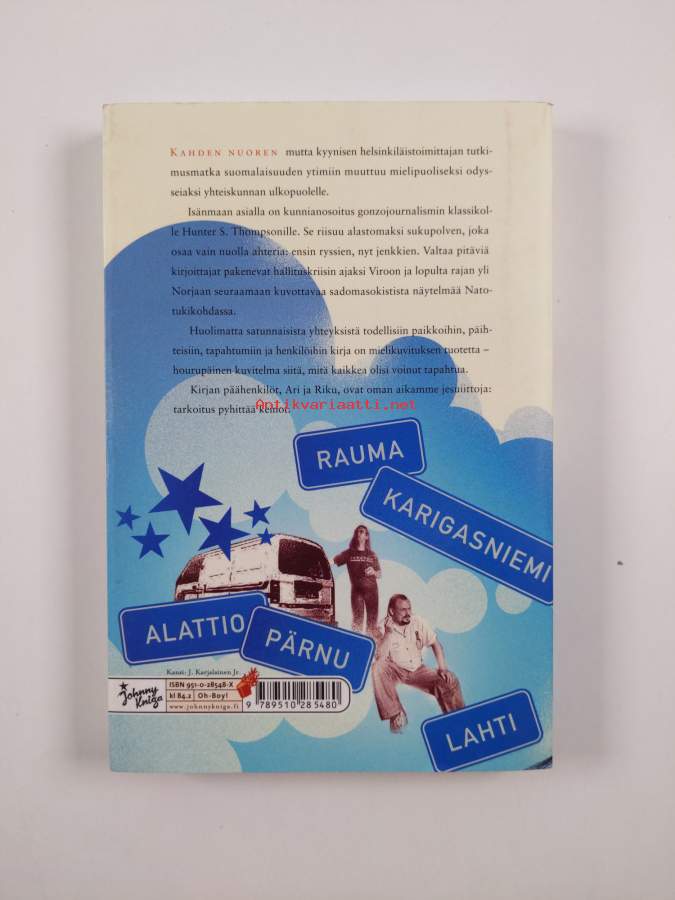 KAHDEN NUOREN mutta kyynisen helsinkiläistoimittajan tutki-
musmatka suomalaisuuden ytimiin muuttuu mielipuoliseksi odys-
seiaksi yhteiskunnan ulkopuolelle.
Isänmaan asialla on kunnianosoitus gonzojournalismin klassikol-
le Hunter S. Thompsonille. Se riisuu alastomaksi sukupolven, joka
osaa vain nuolla ahteria: ensin ryssien, nyt jenkkien. Valtaa pitäviä
kirjoittajat pakenevat hallituskriisin ajaksi Viroon ja lopulta rajan yli
Norjaan seuraamaan kuvottavaa sadomasokistista näytelmää Nato-
tukikohdassa.
Huolimatta satunnaisista yhteyksistä todellisiin paikkoihin, päih-
teisiin, tapahtumiin ja henkilöihin kirja on mielikuvituksen tuotetta –
hourupäinen kuvitelma siitä, mitä kaikkea olisi voinut tapahtua.
Kirjan päähenkilöt, Ari ja Riku, ovat oman aikamme jesuiittoja:
tarkoitus pyhittää keinot.
Antikvariaatti.net
RAUMA
KARIGASNIEMI
ALATTIO
PÄRNU
LAHTI
Kansi: J. Karjalainen Jr.
Johnny Kniga
ISBN 951-0-28548-X
kl 84.2 Oh-Boy!
www.johnnykniga.fi
9 789510 285480